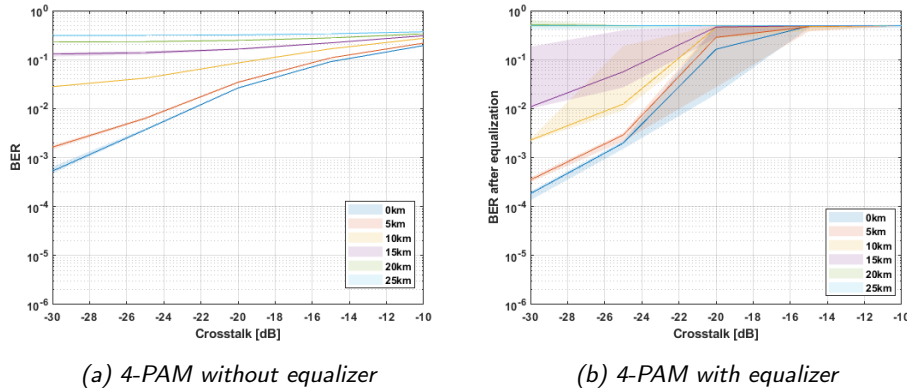 10^0
10^-1
10^-2
10^-3
10^-4
10^-5
10^-6
BER
-30 -28 -26 -24 -22 -20 -18 -16 -14 -12 -10
Crosstalk [dB]
0km
5km
10km
15km
20km
25km
(a) 4-PAM without equalizer
10^0
10^-1
10^-2
10^-3
10^-4
10^-5
10^-6
BER after equalization
-30 -28 -26 -24 -22 -20 -18 -16 -14 -12 -10
Crosstalk [dB]
0km
5km
10km
15km
20km
25km
(b) 4-PAM with equalizer